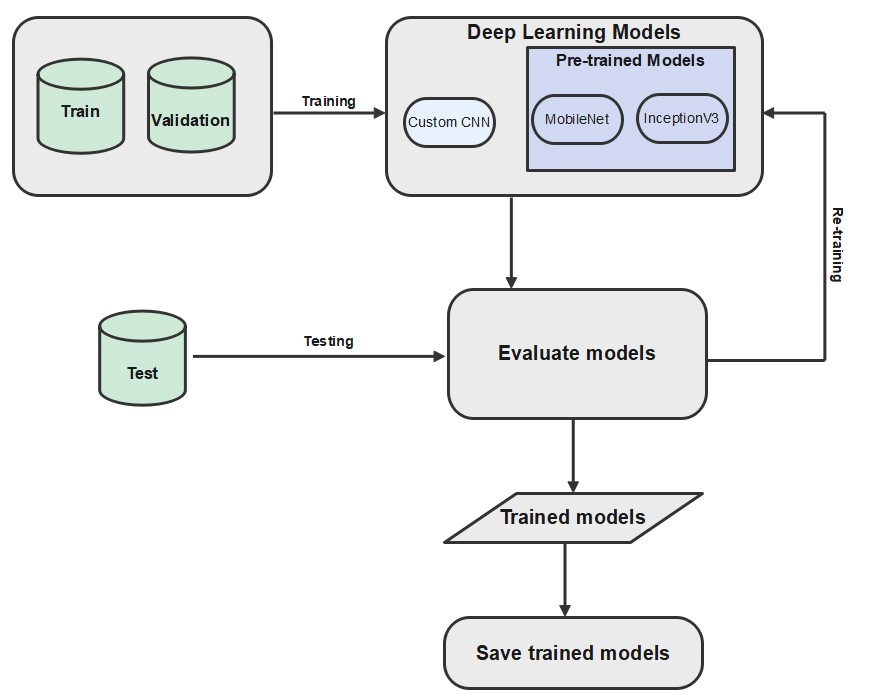 Deep Learning Models
Pre-trained Models
Train
Validation
Training
Custom CNN
MobileNet
InceptionV3
Re-training
Test
Testing
Evaluate models
Trained models
Save trained models